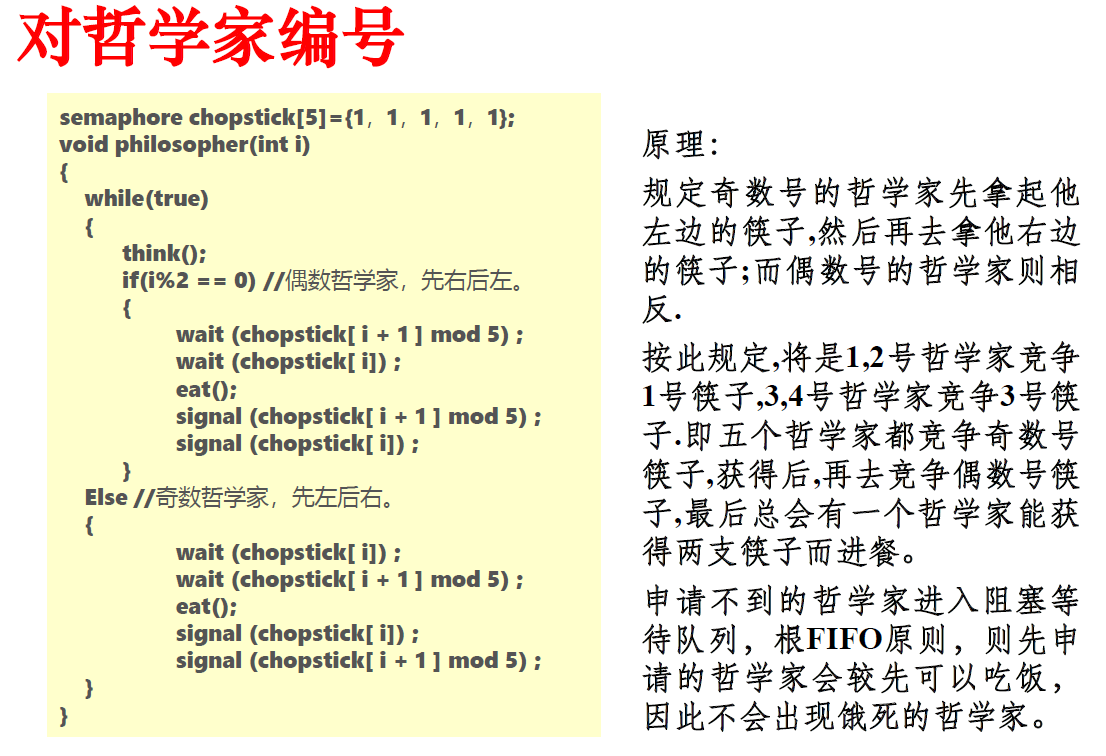 对哲学家编号
semaphore chopstick[5]={1，1，1，1，1};
void philosopher(int i)
{
while(true)
{
think();
if(i%2 == 0) //偶数哲学家，先右后左。
{
wait (chopstick[ i + 1 ] mod 5) ;
wait (chopstick[ i]) ;
eat();
signal (chopstick[ i + 1 ] mod 5) ;
signal (chopstick[ i]) ;
}
Else //奇数哲学家，先左后右。
{
wait (chopstick[ i]) ;
wait (chopstick[ i + 1 ] mod 5) ;
eat();
signal (chopstick[ i]) ;
signal (chopstick[ i + 1 ] mod 5) ;
}
}
原理：
规定奇数号的哲学家先拿起他
左边的筷子,然后再去拿他右边
的筷子;而偶数号的哲学家则相
反.
按此规定,将是1,2号哲学家竞争
1号筷子,3,4号哲学家竞争3号筷
子.即五个哲学家都竞争奇数号
筷子,获得后,再去竞争偶数号筷
子,最后总会有一个哲学家能获
得两支筷子而进餐。
申请不到的哲学家进入阻塞等
待队列，根FIFO原则，则先申
请的哲学家会较先可以吃饭，
因此不会出现饿死的哲学家。